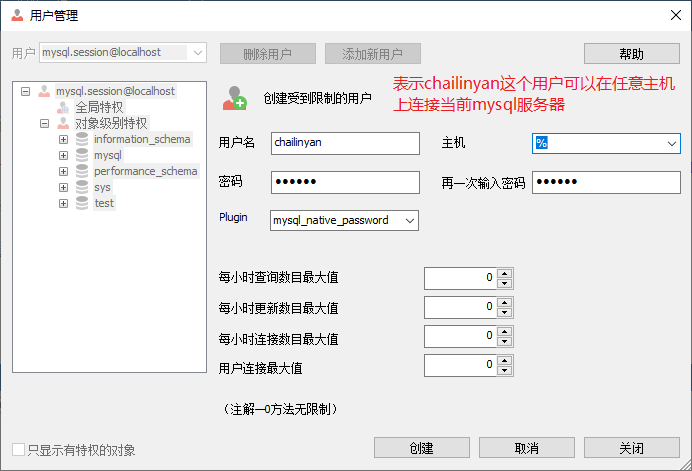 用户管理
用户 mysql.session@localhost 删除用户 添加新用户 帮助
mysql.session@localhost
全局特权
对象级别特权
information_schema
mysql
performance_schema
sys
test
创建受到限制的用户
表示chailinyan这个用户可以在任意主机
上连接当前mysql服务器
用户名 chailinyan 主机 %
密码 ●●●●●● 再一次输入密码 ●●●●●●
Plugin mysql_native_password
每小时查询数目最大值 0
每小时更新数目最大值 0
每小时连接数目最大值 0
用户连接最大值 0
（注解一0方法无限制）
只显示有特权的对象 创建 取消 关闭